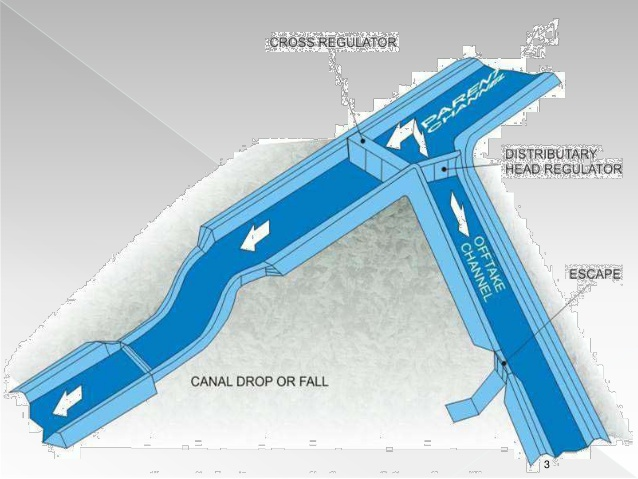 CROSS REGULATOR
PARENT
CHANNEL
DISTRIBUTARY
HEAD REGULATOR
OFFTAKE
CHANNEL
ESCAPE
CANAL DROP OR FALL
3